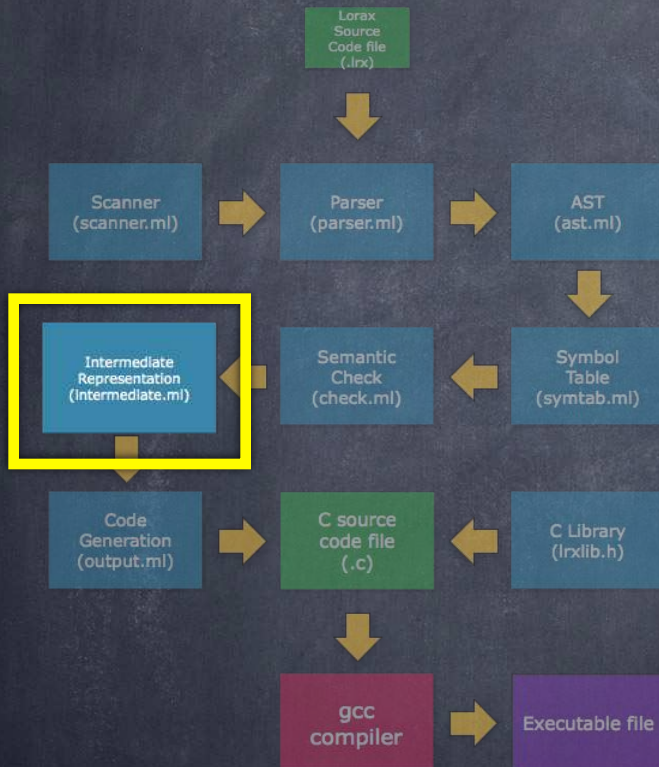 Lorax
Source
Code file
(.lrx)
Scanner
(scanner.ml)
Parser
(parser.ml)
AST
(ast.ml)
Intermediate
Representation
(intermediate.ml)
Semantic
Check
(check.ml)
Symbol
Table
(symtab.ml)
Code
Generation
(output.ml)
C source
code file
(.c)
C Library
(lrxlib.h)
gcc
compiler
Executable file